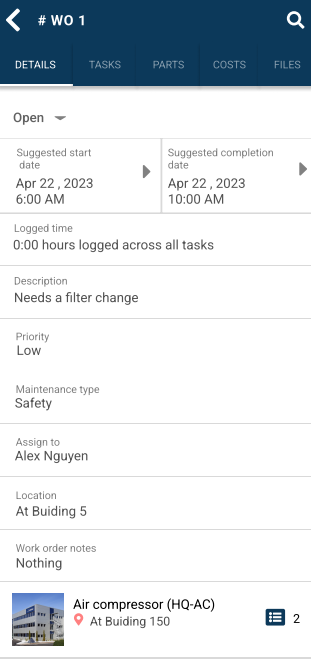 # WO 1
DETAILS TASKS PARTS COSTS FILES
Open
Suggested start
date
Apr 22 , 2023
6:00 AM
Suggested completion
date
Apr 22 , 2023
10:00 AM
Logged time
0:00 hours logged across all tasks
Description
Needs a filter change
Priority
Low
Maintenance type
Safety
Assign to
Alex Nguyen
Location
At Buiding 5
Work order notes
Nothing
Air compressor (HQ-AC)
At Buiding 150
2